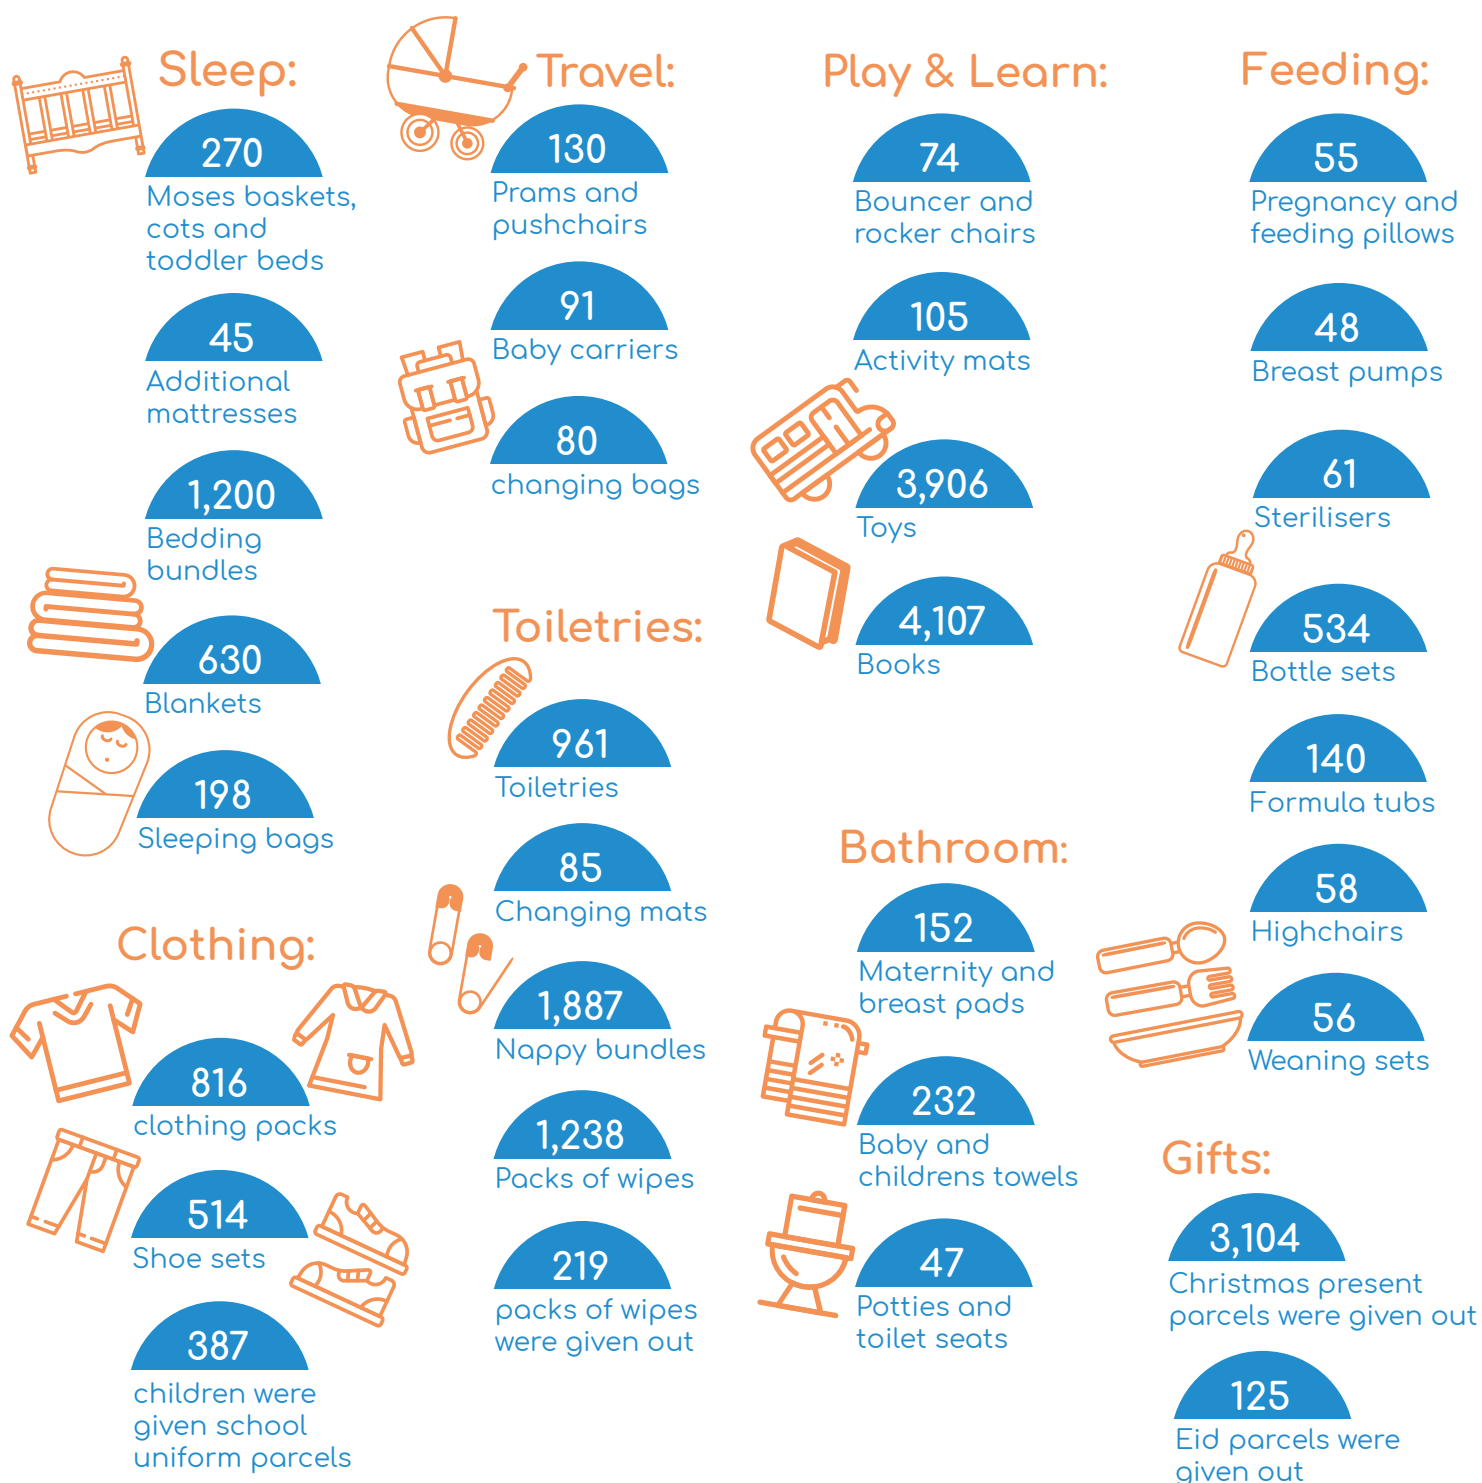 Sleep:
270
Moses baskets,
cots and
toddler beds
45
Additional
mattresses
1,200
Bedding
bundles
630
Blankets
198
Sleeping bags
Clothing:
816
clothing packs
514
Shoe sets
387
children were
given school
uniform parcels
Travel:
130
Prams and
pushchairs
91
Baby carriers
80
changing bags
Toiletries:
961
Toiletries
85
Changing mats
1,887
Nappy bundles
1,238
Packs of wipes
219
packs of wipes
were given out
Play & Learn:
74
Bouncer and
rocker chairs
105
Activity mats
3,906
Toys
4,107
Books
Bathroom:
152
Maternity and
breast pads
232
Baby and
childrens towels
47
Potties and
toilet seats
Feeding:
55
Pregnancy and
feeding pillows
48
Breast pumps
61
Sterilisers
534
Bottle sets
140
Formula tubs
58
Highchairs
56
Weaning sets
Gifts:
3,104
Christmas present
parcels were given out
125
Eid parcels were
given out